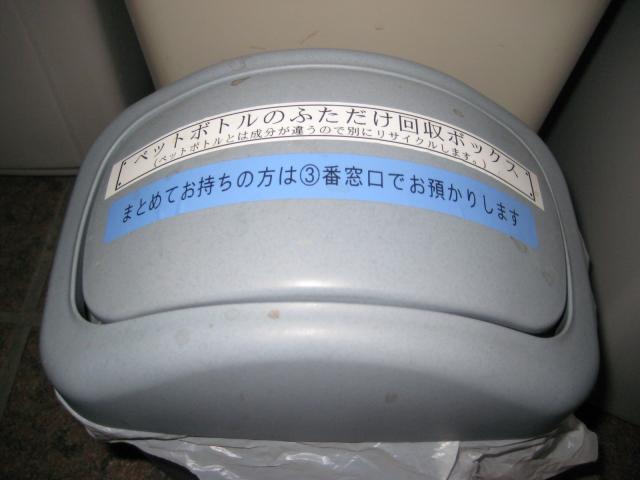 ペットボトルのふただけ回収ボックス
(ペットボトルとは成分が違うので別にリサイクルします。)
まとめてお持ちの方は③番窓口でお預かりします